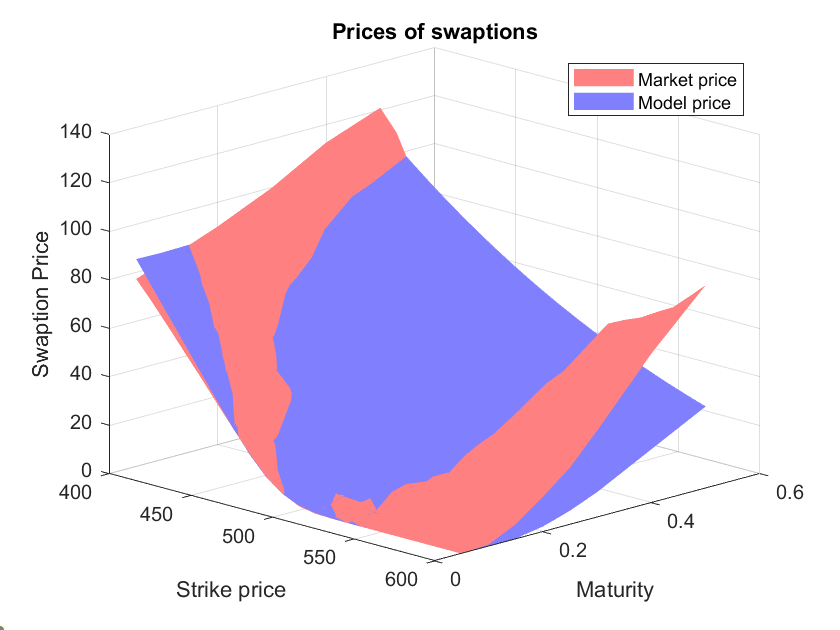 Prices of swaptions
Market price
Model price
140
120
100
80
60
40
20
0
Swaption Price
400
450
500
550
600
Strike price
0
0.2
0.4
0.6
Maturity